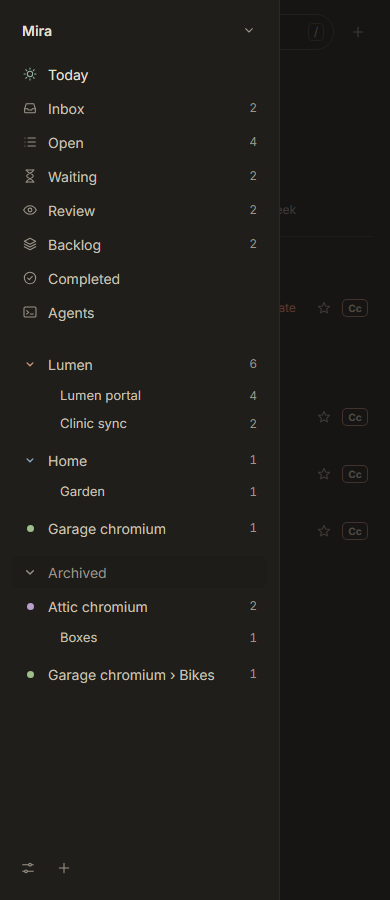 Mira
/
Today
Inbox 2
Open 4
Waiting 2
Review 2
eek
Backlog 2
Completed
Agents
ate Cc
Lumen 6
Lumen portal 4
Cc
Clinic sync 2
Home 1
Cc
Garden 1
Garage chromium 1
Cc
Archived
Attic chromium 2
Boxes 1
Garage chromium › Bikes 1